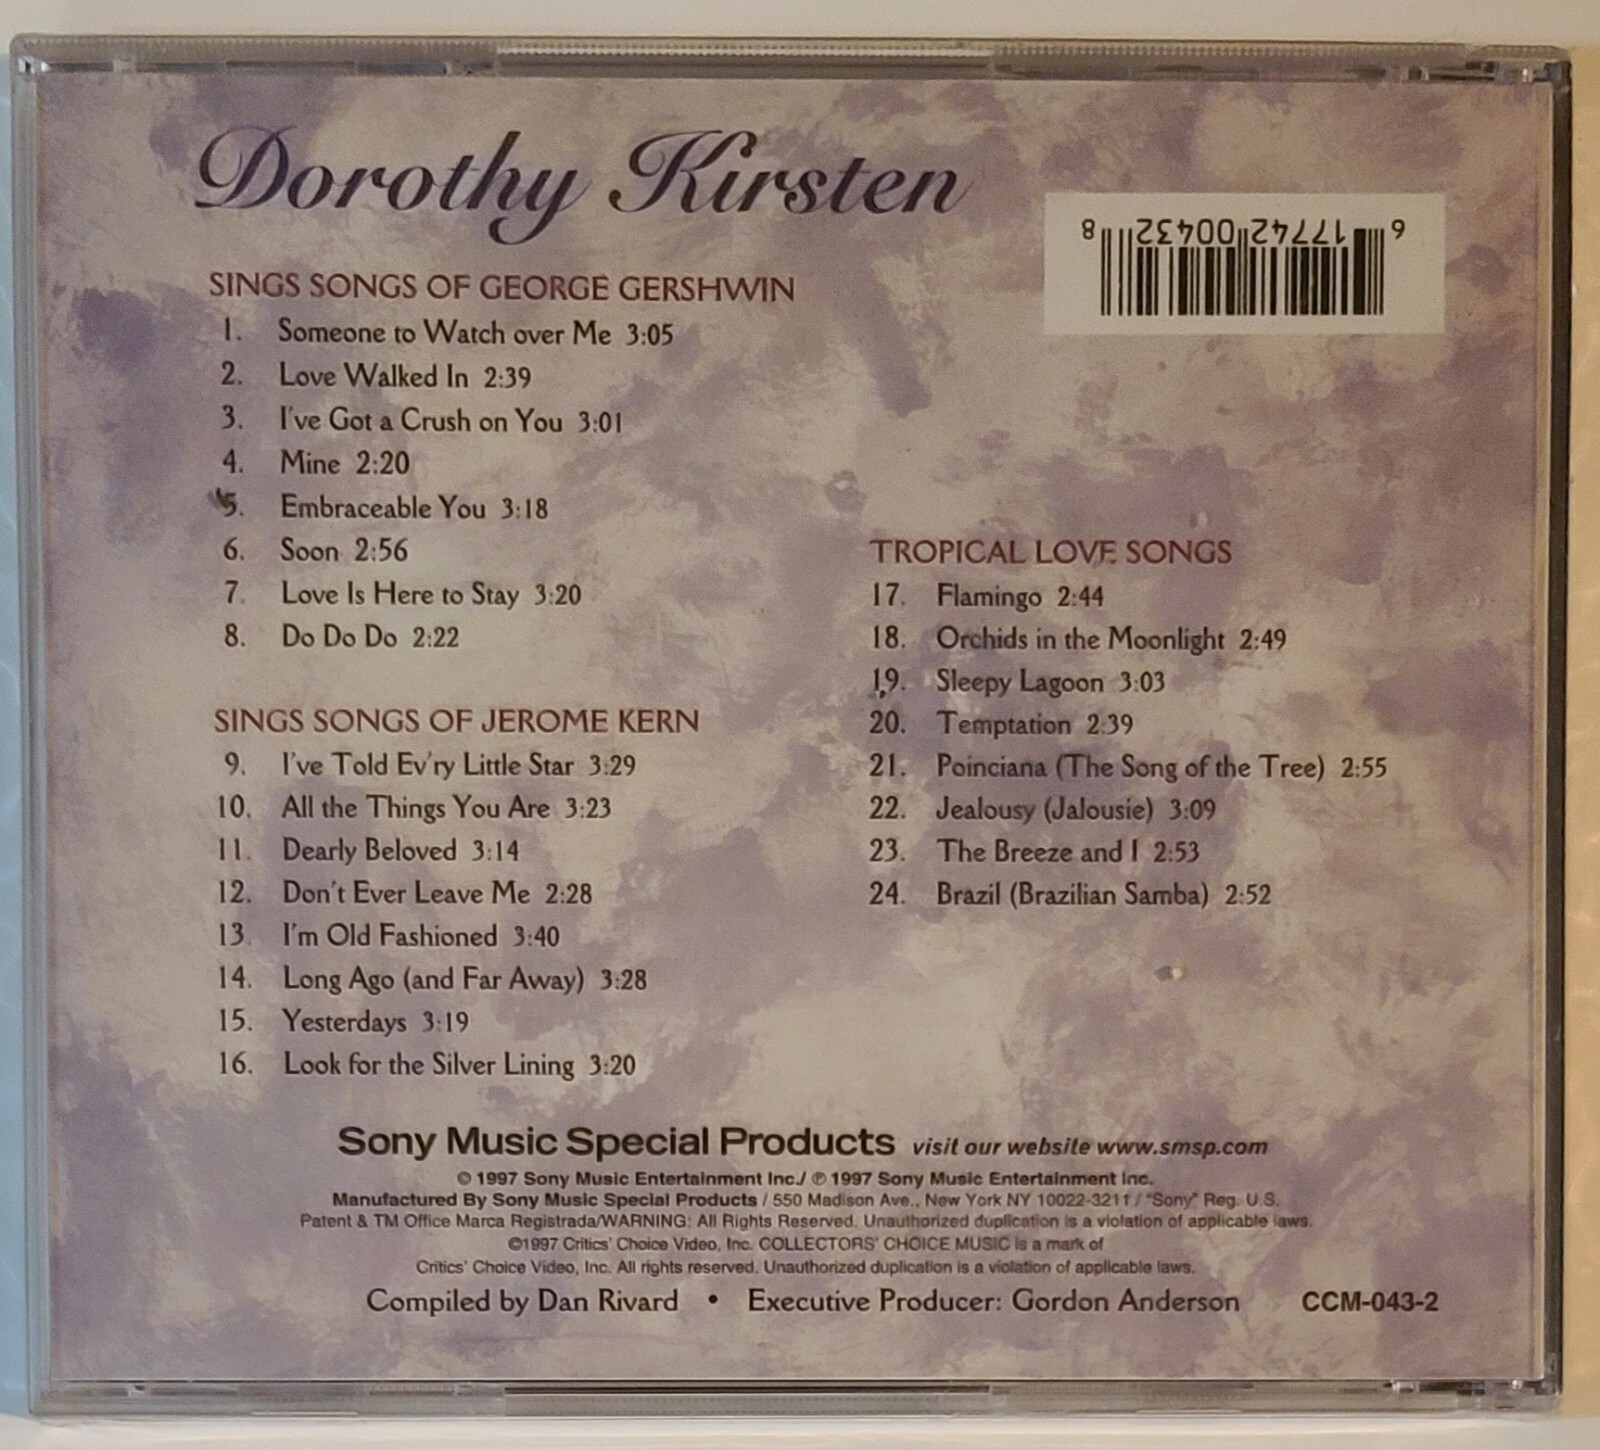 Dorothy Kirsten
6 17742 00432 8
SINGS SONGS OF GEORGE GERSHWIN
1. Someone to Watch over Me 3:05
2. Love Walked In 2:39
3. I've Got a Crush on You 3:01
4. Mine 2:20
5. Embraceable You 3:18
6. Soon 2:56
7. Love Is Here to Stay 3:20
8. Do Do Do 2:22
SINGS SONGS OF JEROME KERN
9. I've Told Ev'ry Little Star 3:29
10. All the Things You Are 3:23
11. Dearly Beloved 3:14
12. Don't Ever Leave Me 2:28
13. I'm Old Fashioned 3:40
14. Long Ago (and Far Away) 3:28
15. Yesterdays 3:19
16. Look for the Silver Lining 3:20
TROPICAL LOVE SONGS
17. Flamingo 2:44
18. Orchids in the Moonlight 2:49
19. Sleepy Lagoon 3:03
20. Temptation 2:39
21. Poinciana (The Song of the Tree) 2:55
22. Jealousy (Jalousie) 3:09
23. The Breeze and I 2:53
24. Brazil (Brazilian Samba) 2:52
Sony Music Special Products visit our website www.smsp.com
© 1997 Sony Music Entertainment Inc./ ℗ 1997 Sony Music Entertainment Inc.
Manufactured By Sony Music Special Products / 550 Madison Ave., New York NY 10022-3211 / "Sony" Reg. U.S.
Patent & TM Office Marca Registrada/WARNING: All Rights Reserved. Unauthorized duplication is a violation of applicable laws.
©1997 Critics' Choice Video, Inc. COLLECTORS' CHOICE MUSIC is a mark of
Critics' Choice Video, Inc. All rights reserved. Unauthorized duplication is a violation of applicable laws.
Compiled by Dan Rivard • Executive Producer: Gordon Anderson CCM-043-2